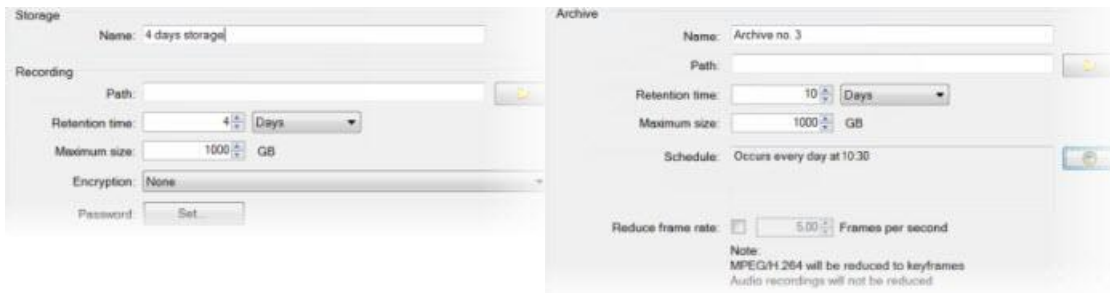 Storage
Name: 4 days storage
Recording
Path:
Retention time: 4 Days
Maximum size: 1000 GB
Encryption: None
Password: Set...
Archive
Name: Archive no. 3
Path:
Retention time: 10 Days
Maximum size: 1000 GB
Schedule: Occurs every day at 10:30
Reduce frame rate: 5.00 Frames per second
Note:
MPEG/H.264 will be reduced to keyframes
Audio recordings will not be reduced